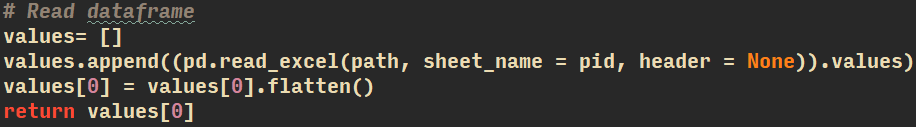 # Read dataframe
values= []
values.append((pd.read_excel(path, sheet_name = pid, header = None)).values)
values[0] = values[0].flatten()
return values[0]